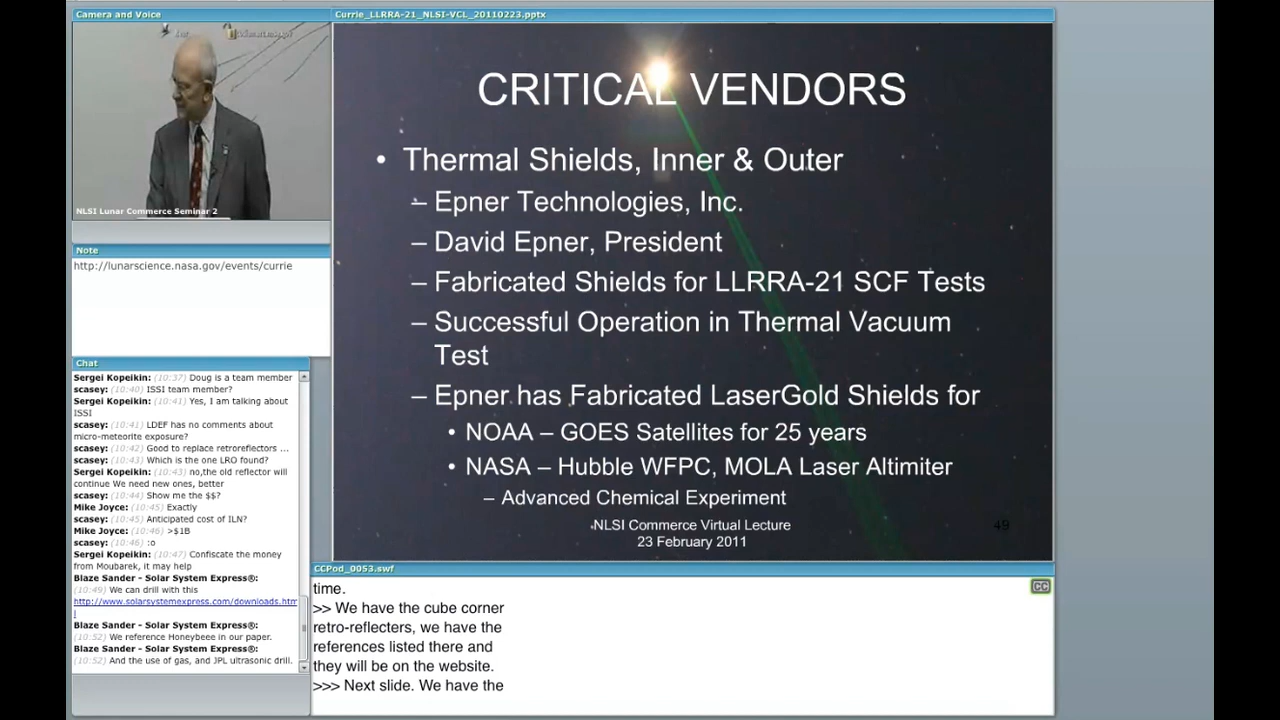 Camera and Voice
NLSI Lunar Commerce Seminar 2
Note
http://lunarscience.nasa.gov/events/currie
Chat
Sergei Kopeikin: (10:37) Doug is a team member
scasey: (10:40) ISSI team member?
Sergei Kopeikin: (10:41) Yes, I am talking about
ISSI
scasey: (10:41) LDEF has no comments about
micro-meteorite exposure?
scasey: (10:42) Good to replace retroreflectors ...
scasey: (10:43) Which is the one LRO found?
Sergei Kopeikin: (10:43) no,the old reflector will
continue We need new ones, better
scasey: (10:44) Show me the $$?
Mike Joyce: (10:45) Exactly
scasey: (10:45) Anticipated cost of ILN?
Mike Joyce: (10:46) >$1B
scasey: (10:46) :o
Sergei Kopeikin: (10:47) Confiscate the money
from Moubarek, it may help
Blaze Sander - Solar System Express®:
(10:49) We can drill with this
http://www.solarsystemexpress.com/downloads.htm
l
Blaze Sander - Solar System Express®:
(10:52) We reference Honeybeee in our paper.
Blaze Sander - Solar System Express®:
(10:52) And the use of gas, and JPL ultrasonic drill.
Currie_LLRRA-21_NLSI-VCL_20110223.pptx
CRITICAL VENDORS
• Thermal Shields, Inner & Outer
– Epner Technologies, Inc.
– David Epner, President
– Fabricated Shields for LLRRA-21 SCF Tests
– Successful Operation in Thermal Vacuum
Test
– Epner has Fabricated LaserGold Shields for
• NOAA – GOES Satellites for 25 years
• NASA – Hubble WFPC, MOLA Laser Altimiter
– Advanced Chemical Experiment
NLSI Commerce Virtual Lecture
23 February 2011
49
CCPod_0053.swf
CC
time.
>> We have the cube corner
retro-reflecters, we have the
references listed there and
they will be on the website.
>>> Next slide. We have the